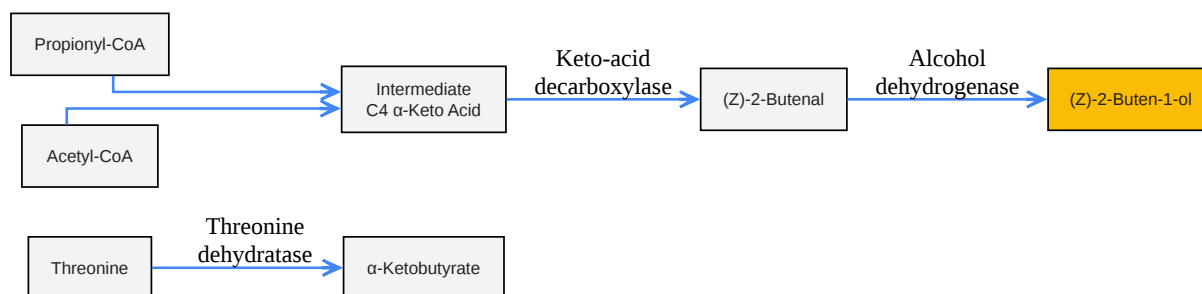 Propionyl-CoA
Keto-acid
decarboxylase
Alcohol
dehydrogenase
Intermediate
C4 α-Keto Acid
(Z)-2-Butenal
(Z)-2-Buten-1-ol
Acetyl-CoA
Threonine
dehydratase
Threonine
α-Ketobutyrate